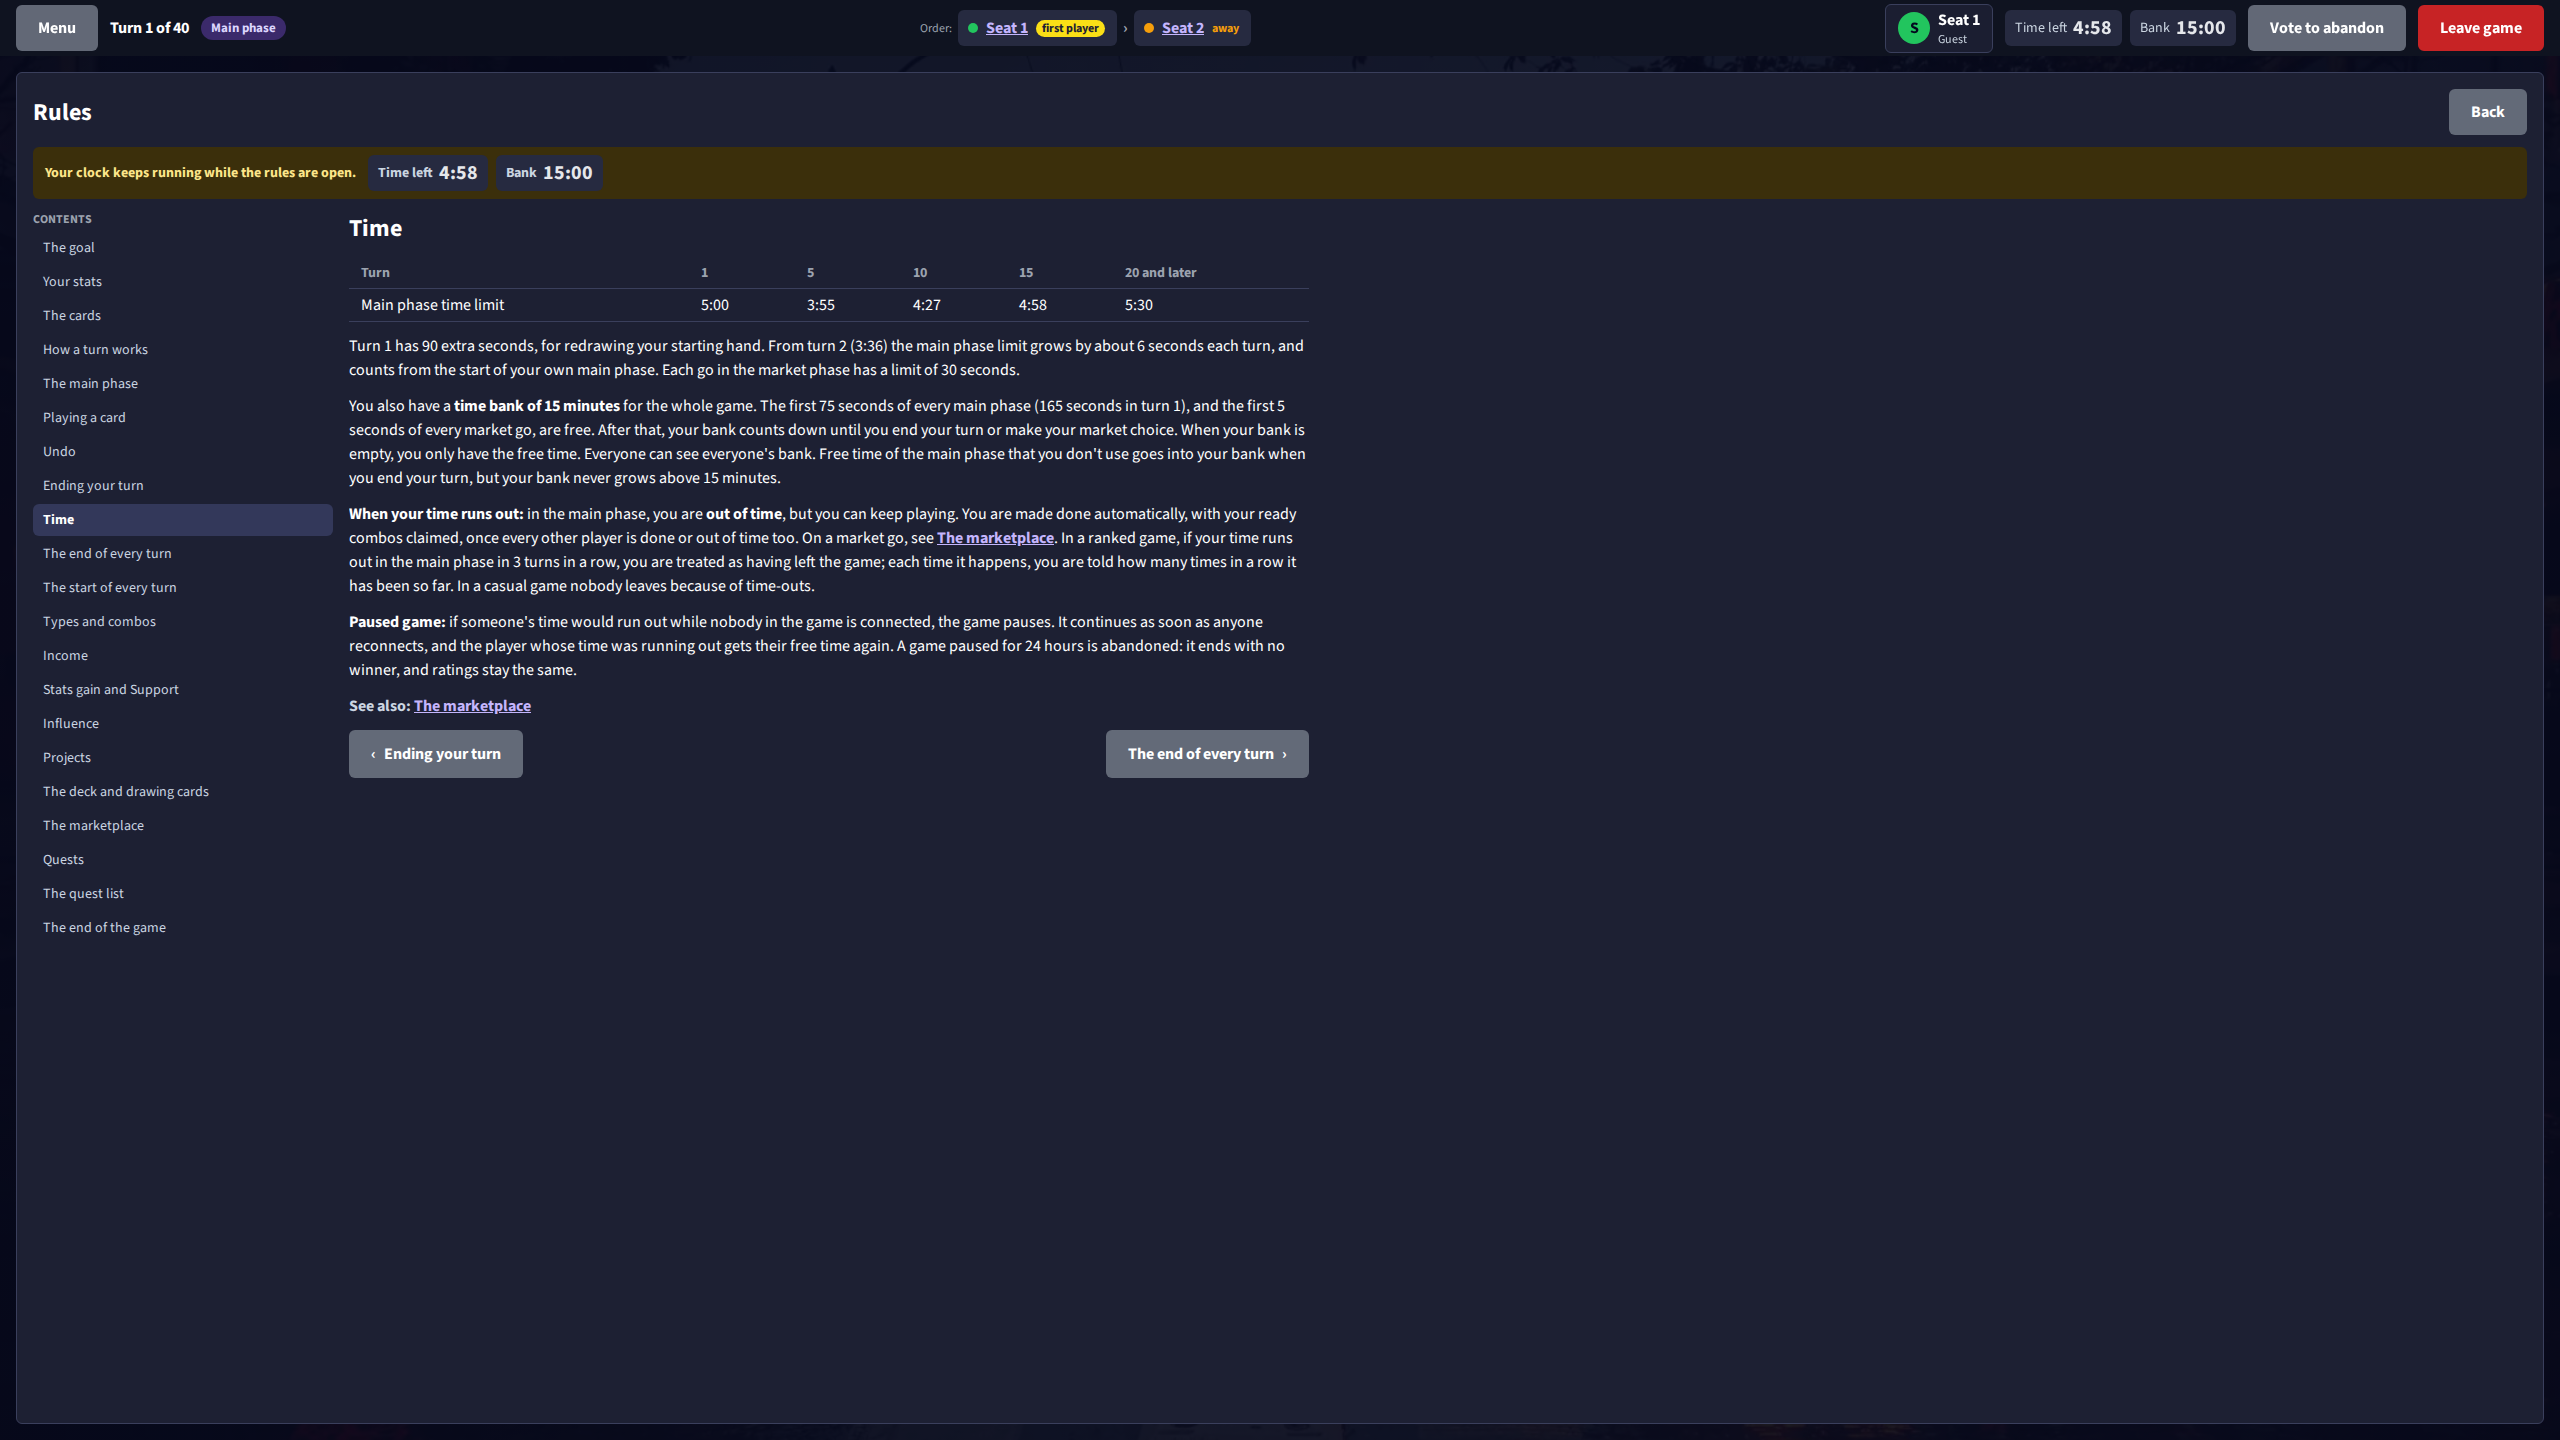 Menu
Turn 1 of 40
Main phase
Order:
Seat 1
first player
›
Seat 2
away
S
Seat 1
Guest
Time left 4:58
Bank 15:00
Vote to abandon
Leave game
Rules
Back
Your clock keeps running while the rules are open.
Time left 4:58
Bank 15:00
CONTENTS
The goal
Your stats
The cards
How a turn works
The main phase
Playing a card
Undo
Ending your turn
Time
The end of every turn
The start of every turn
Types and combos
Income
Stats gain and Support
Influence
Projects
The deck and drawing cards
The marketplace
Quests
The quest list
The end of the game
Time
Turn 1 5 10 15 20 and later
Main phase time limit 5:00 3:55 4:27 4:58 5:30
Turn 1 has 90 extra seconds, for redrawing your starting hand. From turn 2 (3:36) the main phase limit grows by about 6 seconds each turn, and
counts from the start of your own main phase. Each go in the market phase has a limit of 30 seconds.
You also have a time bank of 15 minutes for the whole game. The first 75 seconds of every main phase (165 seconds in turn 1), and the first 5
seconds of every market go, are free. After that, your bank counts down until you end your turn or make your market choice. When your bank is
empty, you only have the free time. Everyone can see everyone's bank. Free time of the main phase that you don't use goes into your bank when
you end your turn, but your bank never grows above 15 minutes.
When your time runs out: in the main phase, you are out of time, but you can keep playing. You are made done automatically, with your ready
combos claimed, once every other player is done or out of time too. On a market go, see The marketplace. In a ranked game, if your time runs
out in the main phase in 3 turns in a row, you are treated as having left the game; each time it happens, you are told how many times in a row it
has been so far. In a casual game nobody leaves because of time-outs.
Paused game: if someone's time would run out while nobody in the game is connected, the game pauses. It continues as soon as anyone
reconnects, and the player whose time was running out gets their free time again. A game paused for 24 hours is abandoned: it ends with no
winner, and ratings stay the same.
See also: The marketplace
‹ Ending your turn
The end of every turn ›